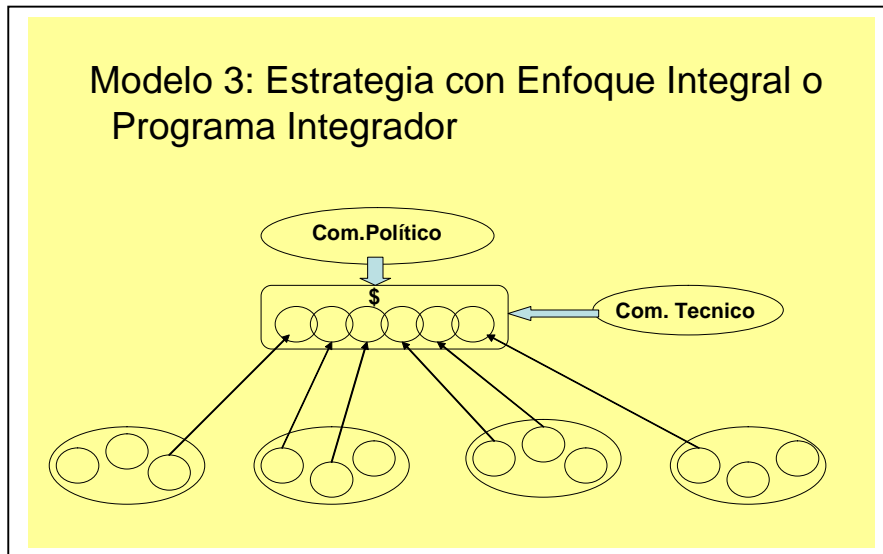 Modelo 3: Estrategia con Enfoque Integral o
Programa Integrador
Com.Político
$
Com. Tecnico